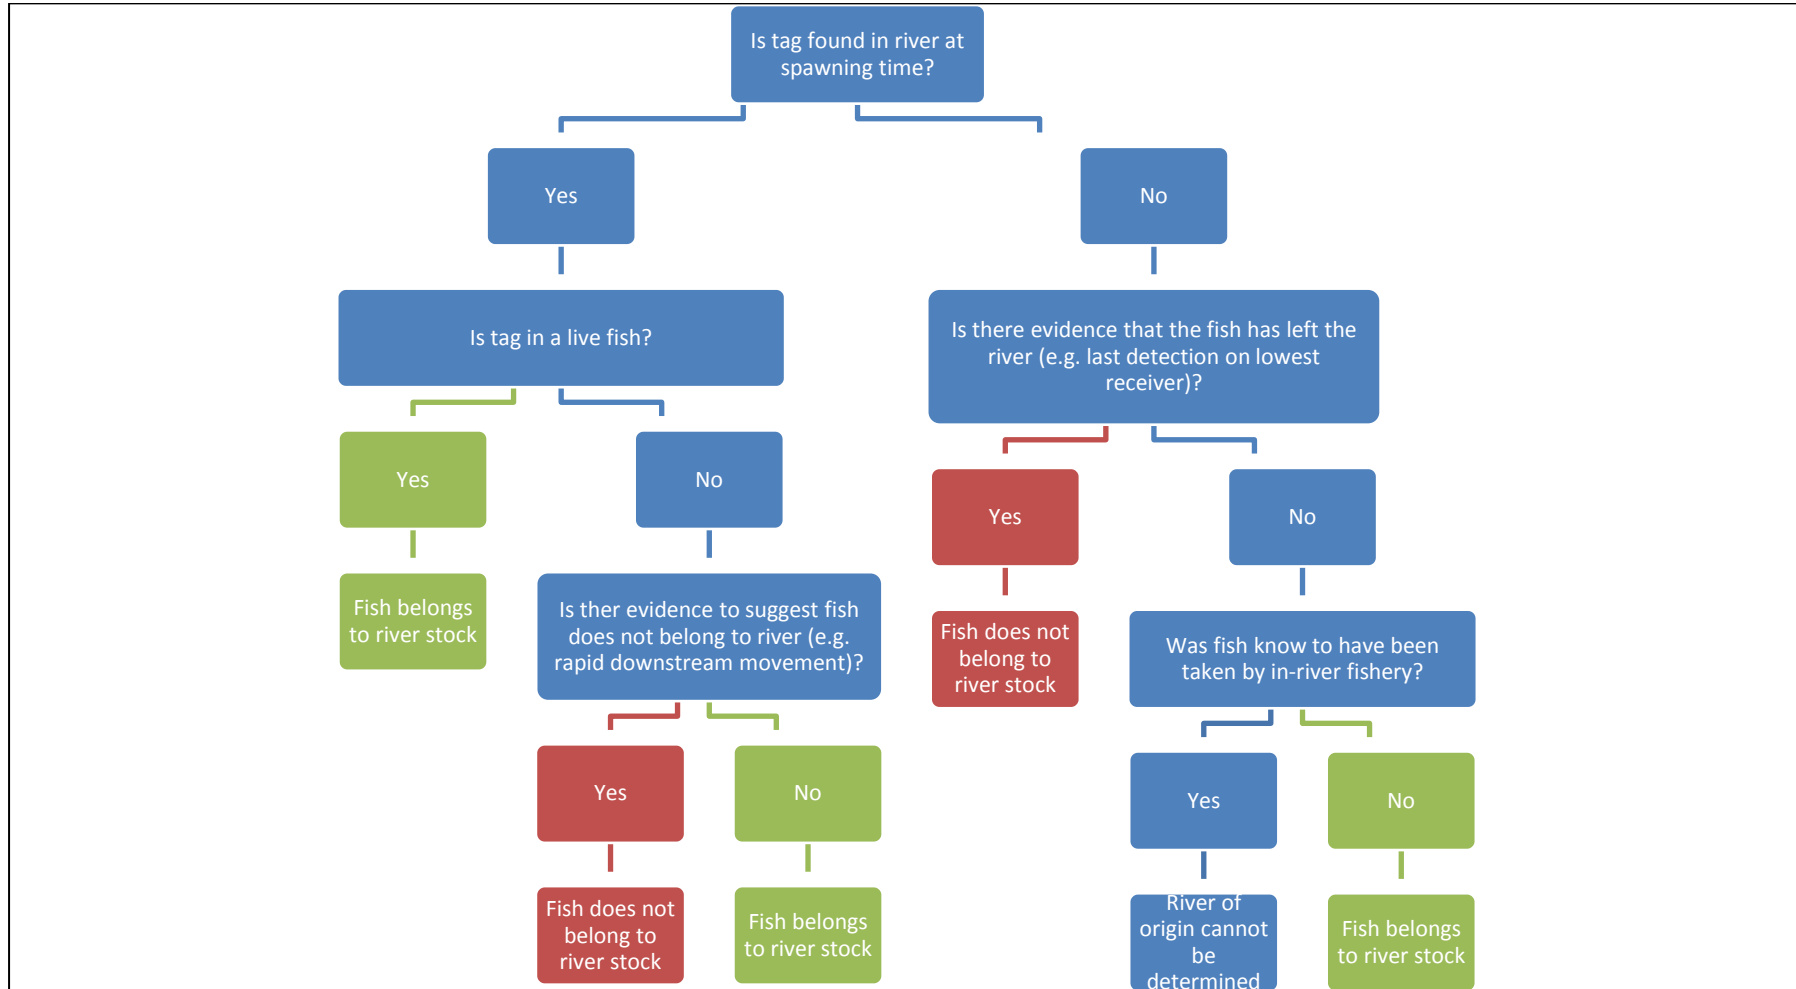 Is tag found in river at
spawning time?
Yes
No
Is tag in a live fish?
Is there evidence that the fish has left the
river (e.g. last detection on lowest
receiver)?
Yes
No
Yes
No
Fish belongs
to river stock
Is ther evidence to suggest fish
does not belong to river (e.g.
rapid downstream movement)?
Fish does not
belong to
river stock
Was fish know to have been
taken by in-river fishery?
Yes
No
Yes
No
Fish does not
belong to
river stock
Fish belongs
to river stock
River of
origin cannot
be
determined
Fish belongs
to river stock